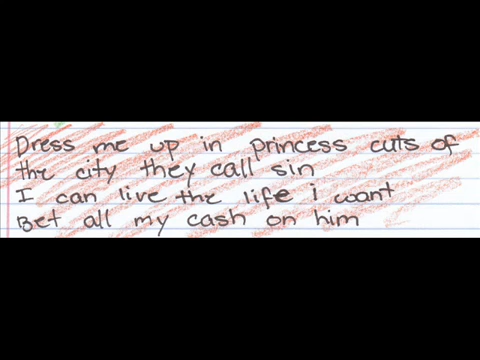 Dress me up in princess cuts of
the city they call sin
I can live the life i want
Bet all my cash on him